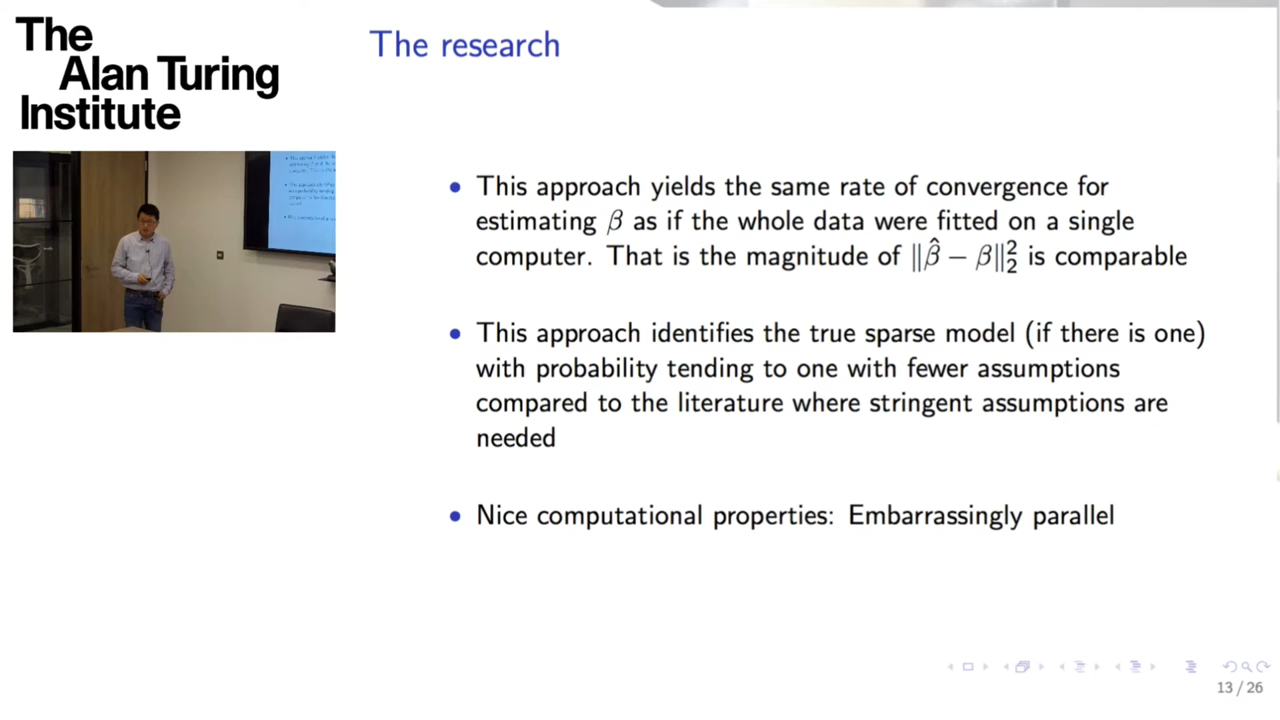 The
Alan Turing
Institute
The research
• This approach yields the same rate of convergence for
estimating β as if the whole data were fitted on a single
computer. That is the magnitude of ‖β̂ − β‖₂² is comparable
• This approach identifies the true sparse model (if there is one)
with probability tending to one with fewer assumptions
compared to the literature where stringent assumptions are
needed
• Nice computational properties: Embarrassingly parallel
13 / 26